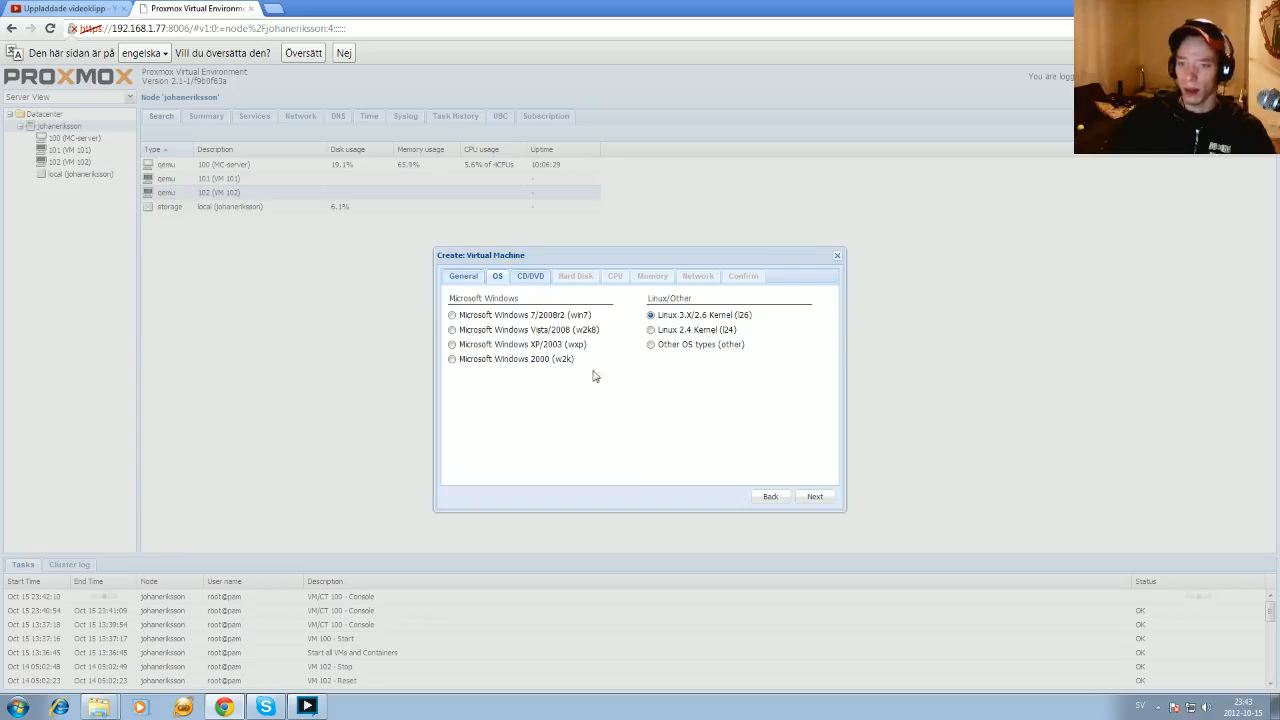 Uppladdade videoklipp - Y
Proxmox Virtual Environm
https://192.168.1.77:8006/#v1:0:=node%2Fjohaneriksson:4::::::
Den här sidan är på engelska Vill du översätta den? Översätt Nej
PROXMOX Proxmox Virtual Environment
Version 2.1-1/f9b0f63a
You are logg
Server View
Node 'johaneriksson'
Datacenter
johaneriksson
100 (MC-server)
101 (VM 101)
102 (VM 102)
local (johaneriksson)
Search Summary Services Network DNS Time Syslog Task History UBC Subscription
Type Description Disk usage Memory usage CPU usage Uptime
qemu 100 (MC-server) 19.1% 65.9% 5.6% of 4CPUs 10:06:29
qemu 101 (VM 101) -
qemu 102 (VM 102) -
storage local (johaneriksson) 6.1% -
Create: Virtual Machine
General OS CD/DVD Hard Disk CPU Memory Network Confirm
Microsoft Windows
Microsoft Windows 7/2008r2 (win7)
Microsoft Windows Vista/2008 (w2k8)
Microsoft Windows XP/2003 (wxp)
Microsoft Windows 2000 (w2k)
Linux/Other
Linux 3.X/2.6 Kernel (l26)
Linux 2.4 Kernel (l24)
Other OS types (other)
Back Next
Tasks Cluster log
Start Time End Time Node User name Description Status
Oct 15 23:42:10 johaneriksson root@pam VM/CT 100 - Console
Oct 15 23:40:54 Oct 15 23:41:09 johaneriksson root@pam VM/CT 100 - Console OK
Oct 15 13:37:18 Oct 15 13:39:54 johaneriksson root@pam VM/CT 100 - Console OK
Oct 15 13:37:16 Oct 15 13:37:17 johaneriksson root@pam VM 100 - Start OK
Oct 15 13:36:45 Oct 15 13:36:45 johaneriksson root@pam Start all VMs and Containers OK
Oct 14 05:02:48 Oct 14 05:02:49 johaneriksson root@pam VM 102 - Stop OK
Oct 14 05:02:23 Oct 14 05:02:23 johaneriksson root@pam VM 102 - Reset OK
SV
23:43
2012-10-15